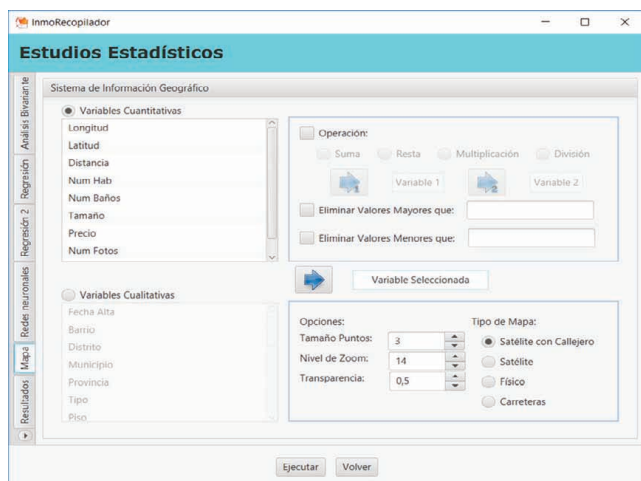 InmoRecopilador
Estudios Estadísticos
Análisis Bivariante
Regresión
Regresión 2
Redes neuronales
Mapa
Resultados
Sistema de Información Geográfico
Variables Cuantitativas
Longitud
Latitud
Distancia
Num Hab
Num Baños
Tamaño
Precio
Num Fotos
Operación:
Suma Resta Multiplicación División
1 Variable 1 2 Variable 2
Eliminar Valores Mayores que:
Eliminar Valores Menores que:
Variable Seleccionada
Variables Cualitativas
Fecha Alta
Barrio
Distrito
Municipio
Provincia
Tipo
Piso
Opciones:
Tamaño Puntos: 3
Nivel de Zoom: 14
Transparencia: 0,5
Tipo de Mapa:
Satélite con Callejero
Satélite
Físico
Carreteras
Ejecutar Volver